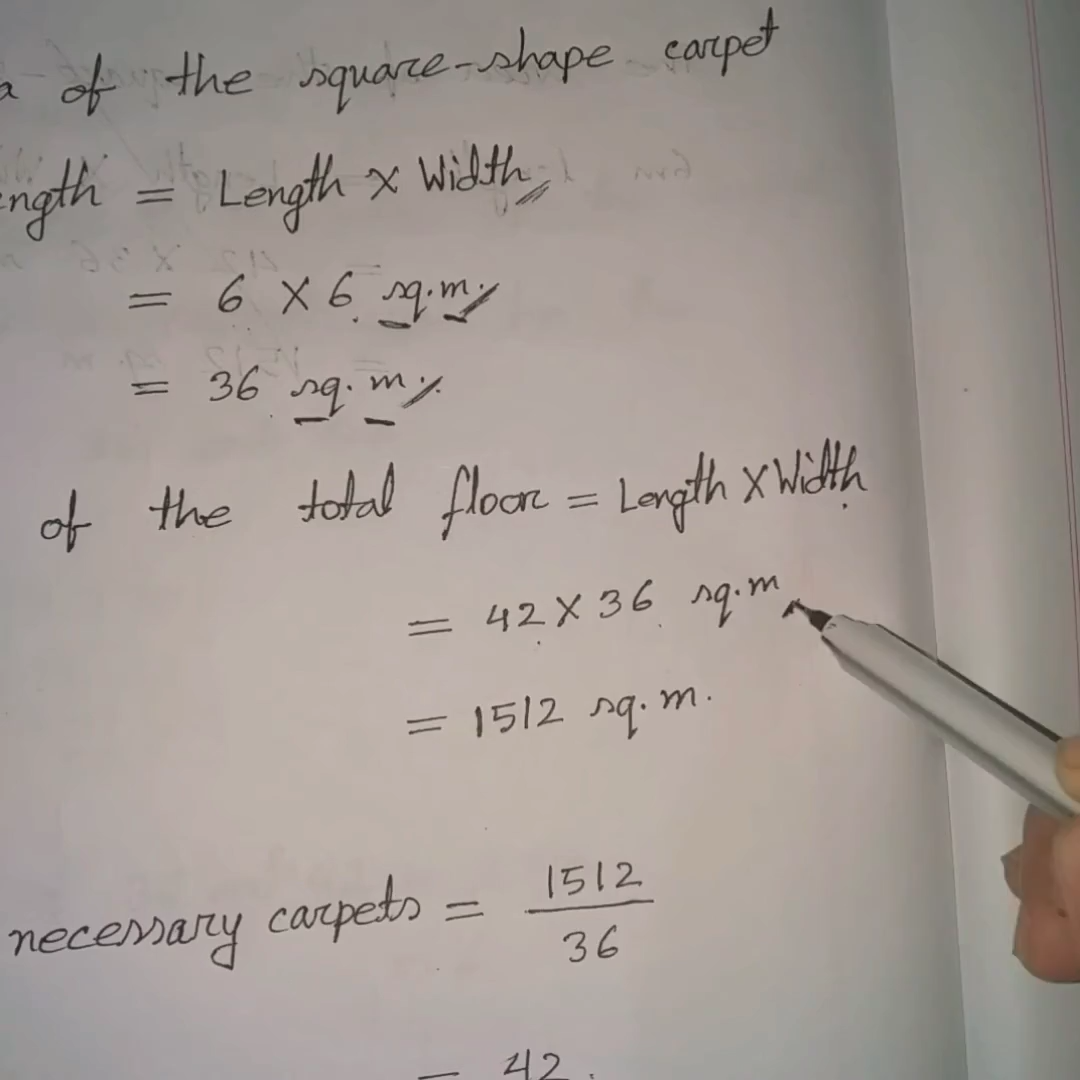 a of the square-shape carpet
ngth = Length × Width
= 6 × 6 sq.m.
= 36 sq.m.
of the total floor = Length × Width
= 42 × 36 sq.m
= 1512 sq.m.
necessary carpets = 1512
36
= 42.